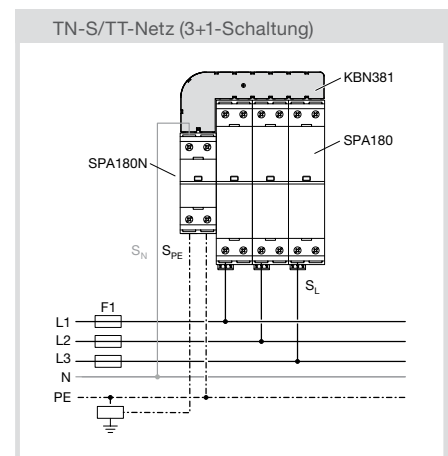 TN-S/TT-Netz (3+1-Schaltung)
KBN381
SPA180
SPA180N
S_N S_PE
S_L
F1
L1
L2
L3
N
PE